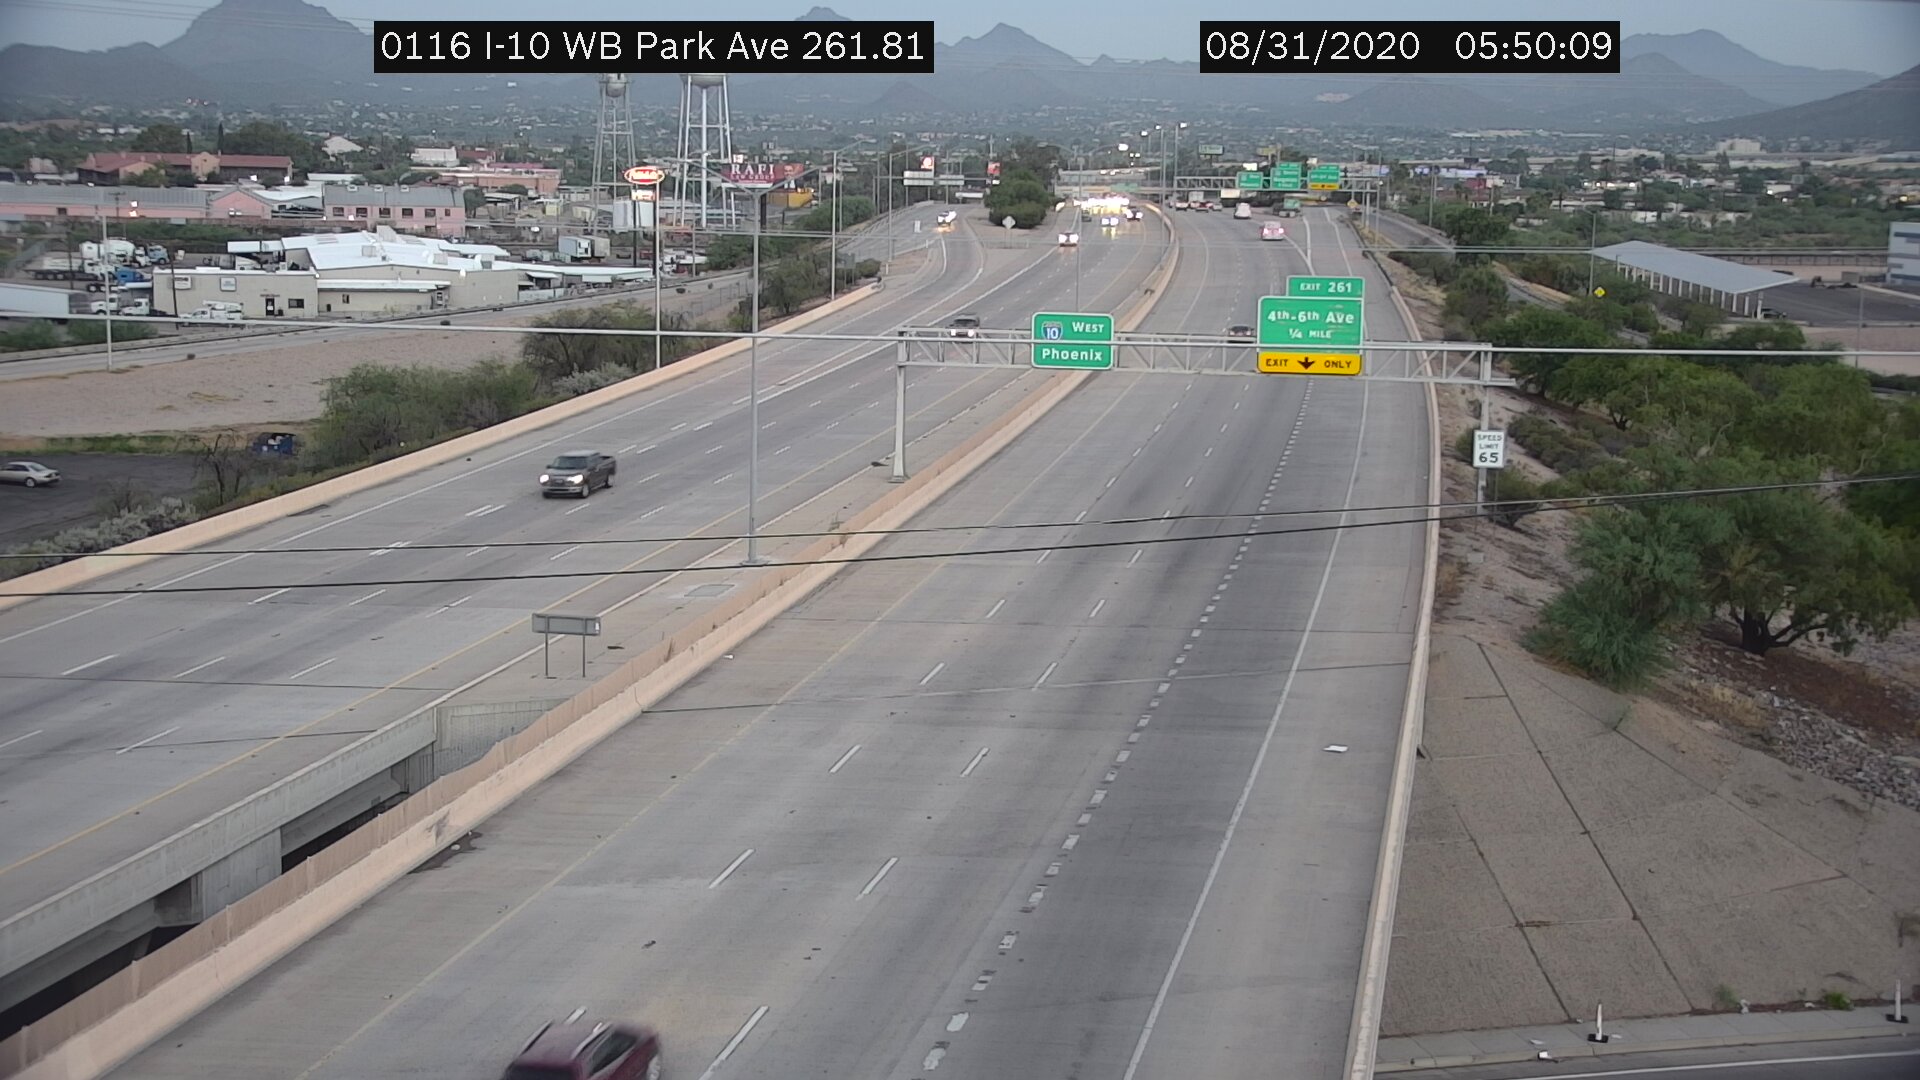 0116 I-10 WB Park Ave 261.81
08/31/2020 05:50:09
RAFI
EXIT 261
10 WEST
Phoenix
4th-6th Ave
1/4 MILE
EXIT ONLY
SPEED
LIMIT
65